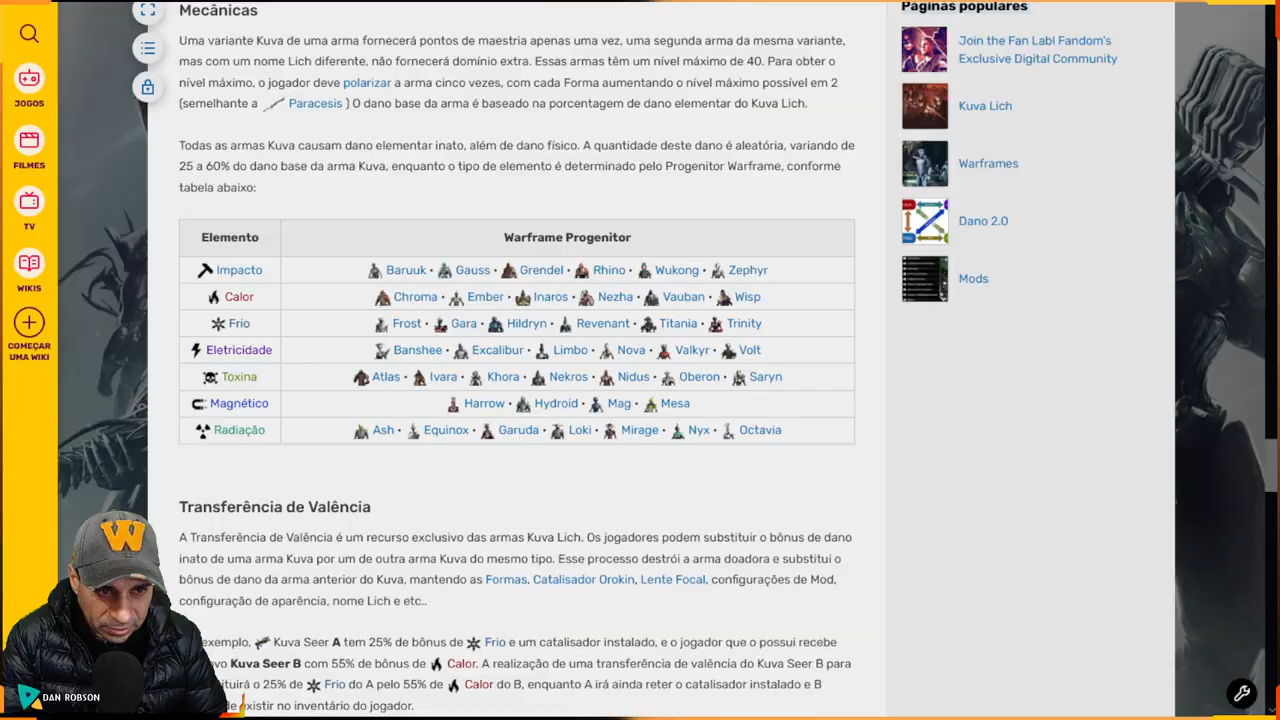 Mecânicas
Páginas populares
Uma variante Kuva de uma arma fornecerá pontos de maestria apenas uma vez, uma segunda arma da mesma variante,
mas com um nome Lich diferente, não fornecerá domínio extra. Essas armas têm um nível máximo de 40. Para obter o
nível máximo, o jogador deve polarizar a arma cinco vezes, com cada Forma aumentando o nível máximo possível em 2
(semelhante a Paracesis ) O dano base da arma é baseado na porcentagem de dano elementar do Kuva Lich.
Todas as armas Kuva causam dano elementar inato, além de dano físico. A quantidade deste dano é aleatória, variando de
25 a 60% do dano base da arma Kuva, enquanto o tipo de elemento é determinado pelo Progenitor Warframe, conforme
tabela abaixo:
Elemento Warframe Progenitor
Impacto Baruuk • Gauss • Grendel • Rhino • Wukong • Zephyr
Calor Chroma • Ember • Inaros • Nezha • Vauban • Wisp
Frio Frost • Gara • Hildryn • Revenant • Titania • Trinity
Eletricidade Banshee • Excalibur • Limbo • Nova • Valkyr • Volt
Toxina Atlas • Ivara • Khora • Nekros • Nidus • Oberon • Saryn
Magnético Harrow • Hydroid • Mag • Mesa
Radiação Ash • Equinox • Garuda • Loki • Mirage • Nyx • Octavia
Transferência de Valência
A Transferência de Valência é um recurso exclusivo das armas Kuva Lich. Os jogadores podem substituir o bônus de dano
inato de uma arma Kuva por um de outra arma Kuva do mesmo tipo. Esse processo destrói a arma doadora e substitui o
bônus de dano da arma anterior do Kuva, mantendo as Formas, Catalisador Orokin, Lente Focal, configurações de Mod,
configuração de aparência, nome Lich e etc..
exemplo, Kuva Seer A tem 25% de bônus de Frio e um catalisador instalado, e o jogador que o possui recebe
vo Kuva Seer B com 55% de bônus de Calor. A realização de uma transferência de valência do Kuva Seer B para
tituirá o 25% de Frio do A pelo 55% de Calor do B, enquanto A irá ainda reter o catalisador instalado e B
de existir no inventário do jogador.
Join the Fan Lab! Fandom's
Exclusive Digital Community
Kuva Lich
Warframes
Dano 2.0
Mods
JOGOS
FILMES
TV
WIKIS
COMEÇAR
UMA WIKI
W
DAN ROBSON